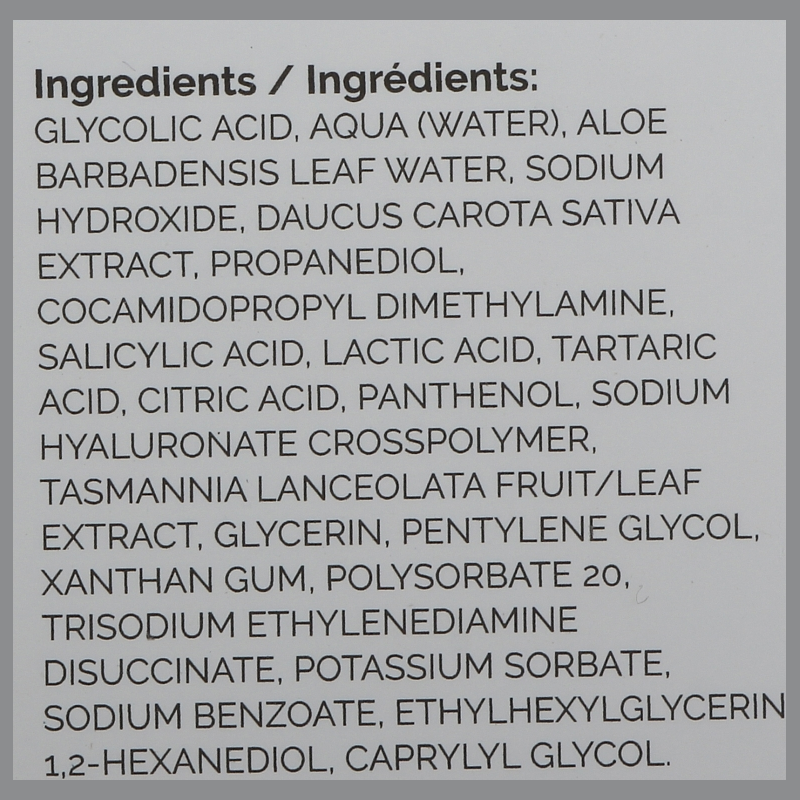 Ingredients / Ingrédients:
GLYCOLIC ACID, AQUA (WATER), ALOE
BARBADENSIS LEAF WATER, SODIUM
HYDROXIDE, DAUCUS CAROTA SATIVA
EXTRACT, PROPANEDIOL,
COCAMIDOPROPYL DIMETHYLAMINE,
SALICYLIC ACID, LACTIC ACID, TARTARIC
ACID, CITRIC ACID, PANTHENOL, SODIUM
HYALURONATE CROSSPOLYMER,
TASMANNIA LANCEOLATA FRUIT/LEAF
EXTRACT, GLYCERIN, PENTYLENE GLYCOL,
XANTHAN GUM, POLYSORBATE 20,
TRISODIUM ETHYLENEDIAMINE
DISUCCINATE, POTASSIUM SORBATE,
SODIUM BENZOATE, ETHYLHEXYLGLYCERIN
1,2-HEXANEDIOL, CAPRYLYL GLYCOL.